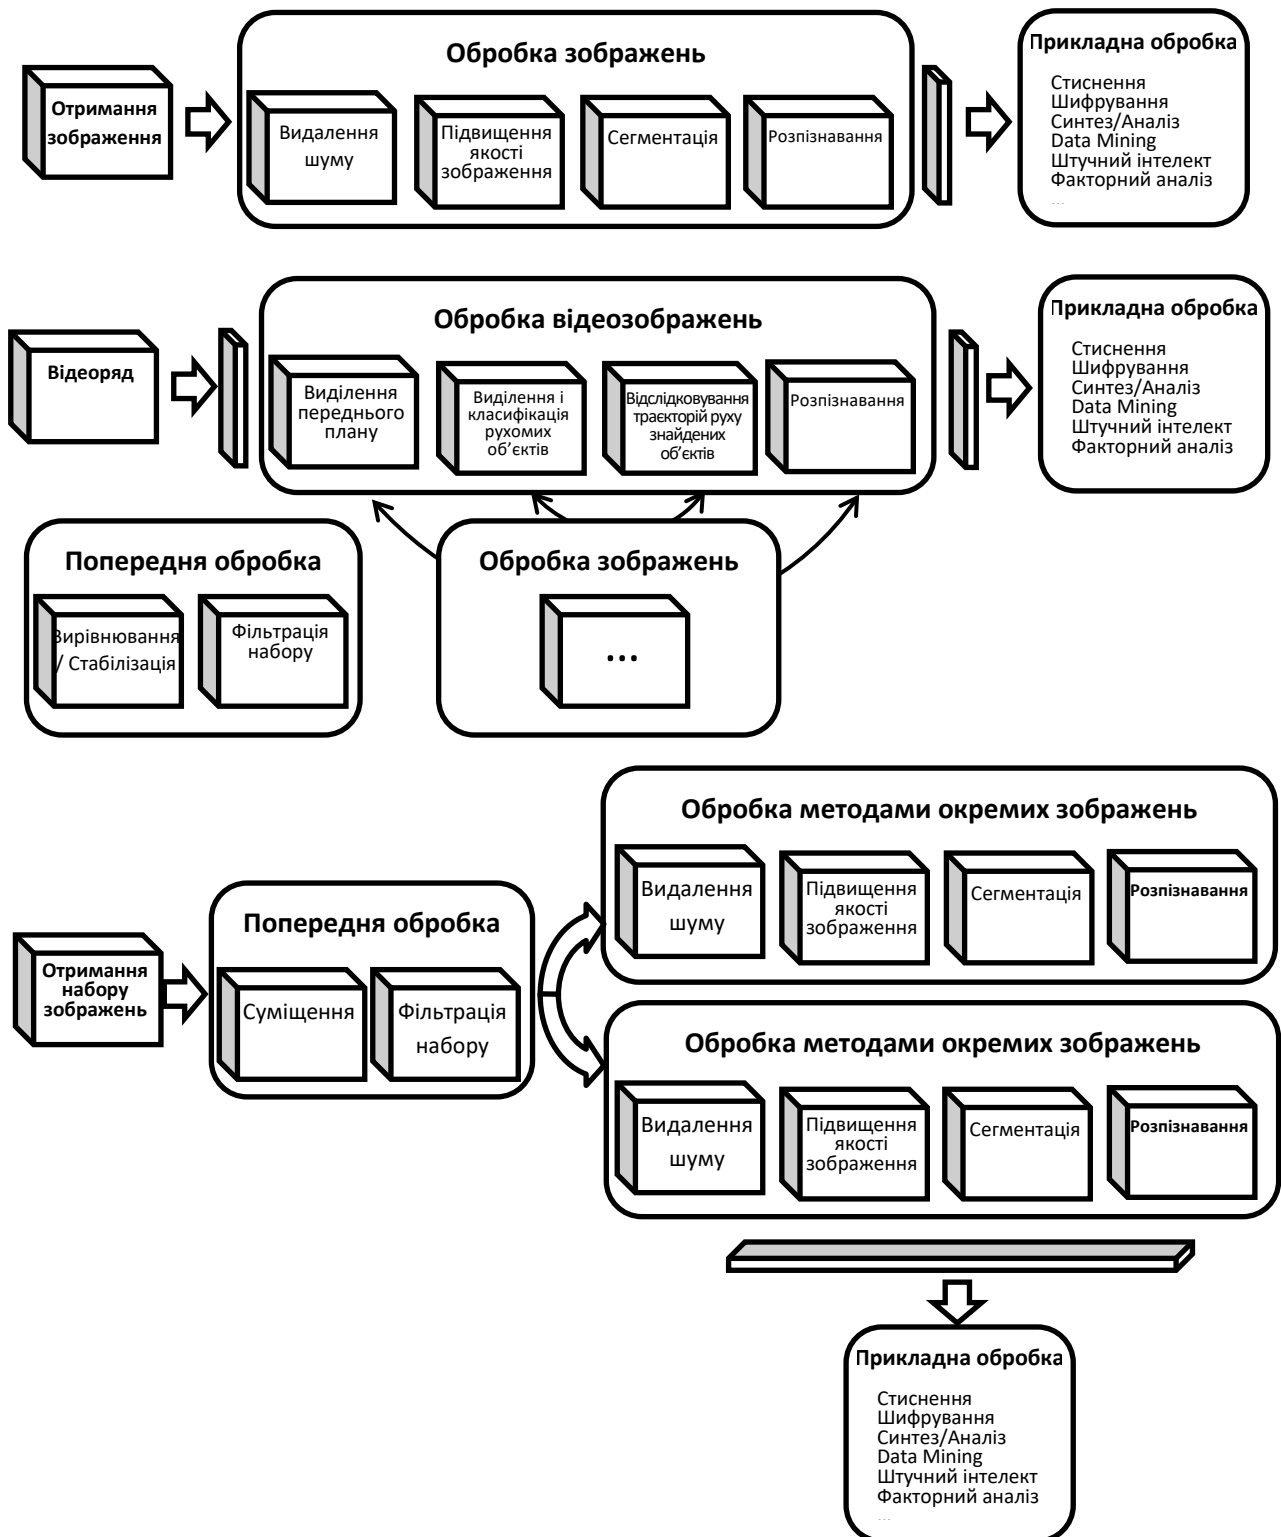 Обробка зображень
Прикладна обробка
Отримання
зображення
Видалення
шуму
Підвищення
якості
зображення
Сегментація
Розпізнавання
Стиснення
Шифрування
Синтез/Аналіз
Data Mining
Штучний інтелект
Факторний аналіз
...
Обробка відеозображень
Прикладна обробка
Відеоряд
Виділення
переднього
плану
Виділення і
класифікація
рухомих
об’єктів
Відслідковування
траєкторій руху
знайдених
об’єктів
Розпізнавання
Стиснення
Шифрування
Синтез/Аналіз
Data Mining
Штучний інтелект
Факторний аналіз
Попередня обробка
Вирівнювання
/ Стабілізація
Фільтрація
набору
Обробка зображень
...
Обробка методами окремих зображень
Видалення
шуму
Підвищення
якості
зображення
Сегментація
Розпізнавання
Попередня обробка
Отримання
набору
зображень
Суміщення
Фільтрація
набору
Обробка методами окремих зображень
Видалення
шуму
Підвищення
якості
зображення
Сегментація
Розпізнавання
Прикладна обробка
Стиснення
Шифрування
Синтез/Аналіз
Data Mining
Штучний інтелект
Факторний аналіз
...